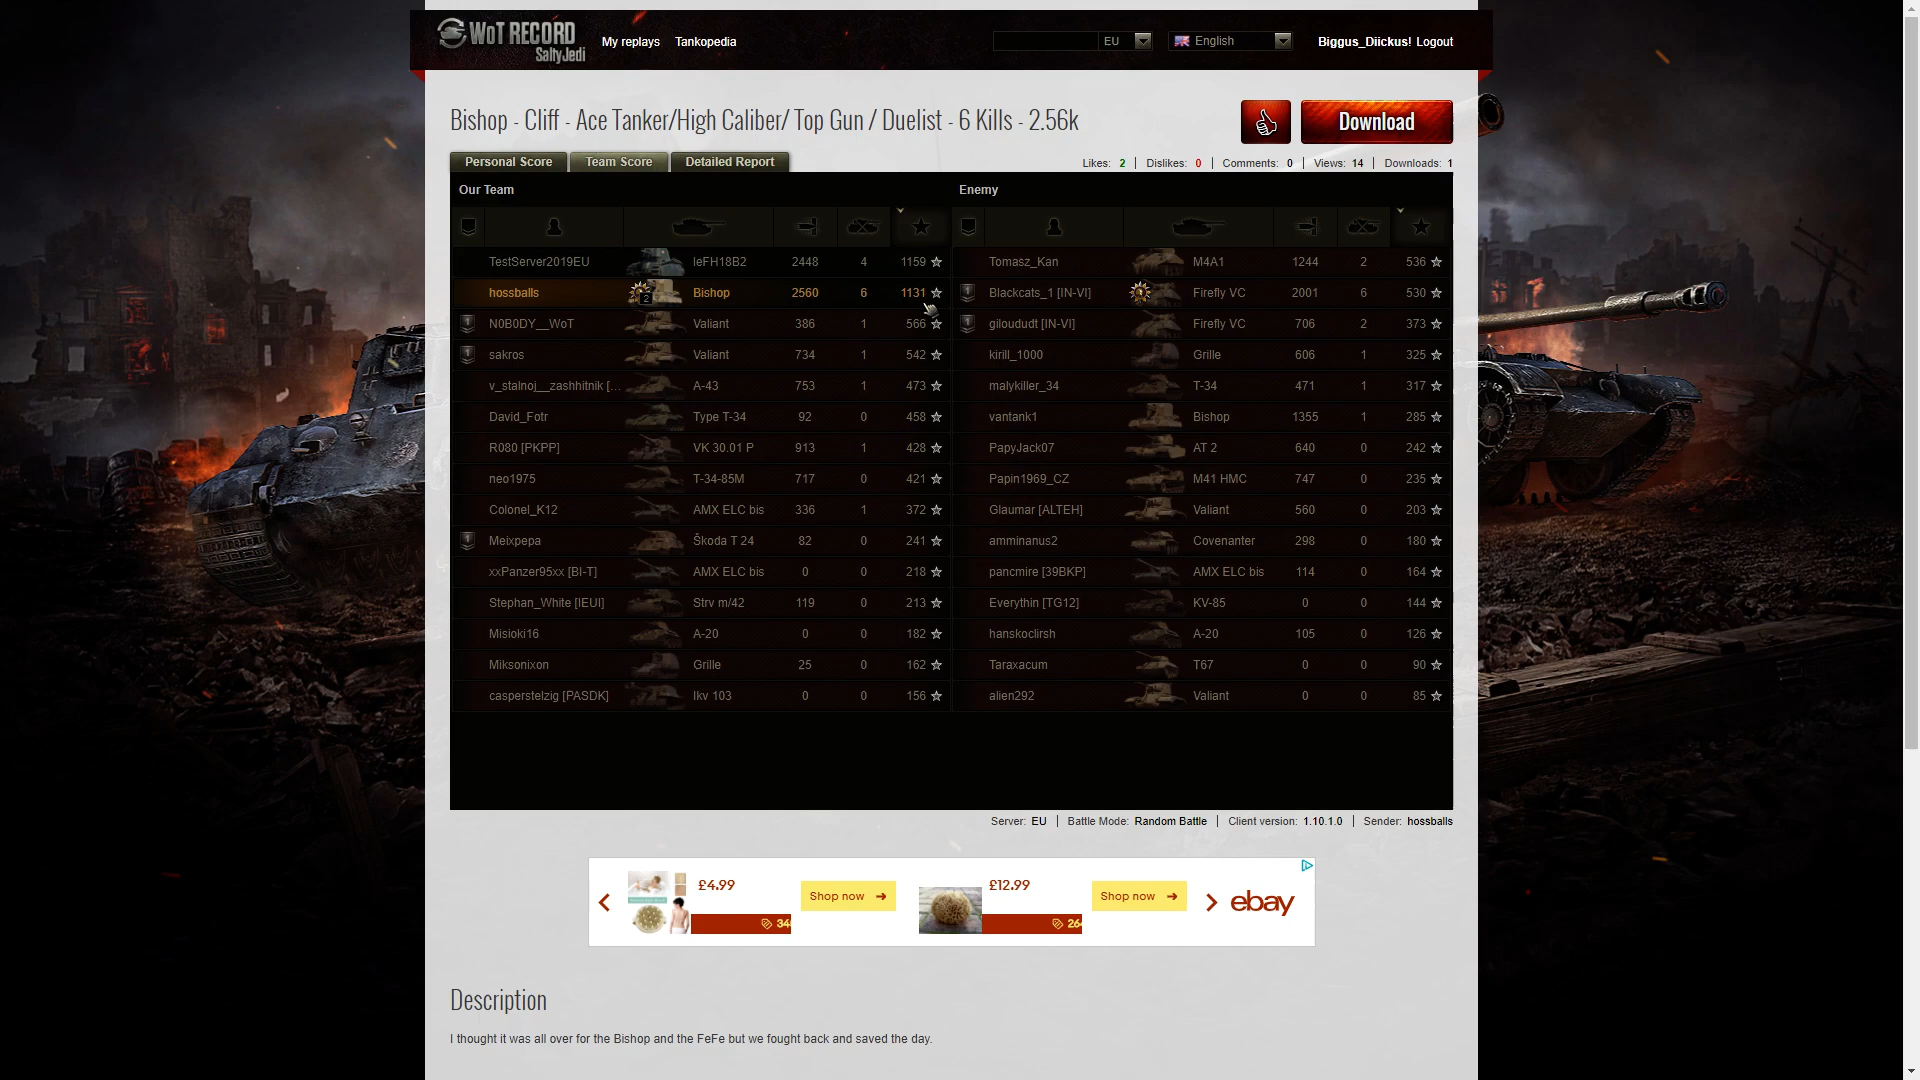 WoT RECORD
SaltyJedi
My replays
Tankopedia
EU
English
Biggus_Diickus! Logout
Bishop - Cliff - Ace Tanker/High Caliber/ Top Gun / Duelist - 6 Kills - 2.56k
Download
Personal Score
Team Score
Detailed Report
Likes: 2 | Dislikes: 0 | Comments: 0 | Views: 14 | Downloads: 1
Our Team
Enemy
TestServer2019EU leFH18B2 2448 4 1159
Tomasz_Kan M4A1 1244 2 536
hossballs 2 Bishop 2560 6 1131
Blackcats_1 [IN-VI] Firefly VC 2001 6 530
N0B0DY__WoT Valiant 386 1 566
giloududt [IN-VI] Firefly VC 706 2 373
sakros Valiant 734 1 542
kirill_1000 Grille 606 1 325
v_stalnoj__zashhitnik [... A-43 753 1 473
malykiller_34 T-34 471 1 317
David_Fotr Type T-34 92 0 458
vantank1 Bishop 1355 1 285
R080 [PKPP] VK 30.01 P 913 1 428
PapyJack07 AT 2 640 0 242
neo1975 T-34-85M 717 0 421
Papin1969_CZ M41 HMC 747 0 235
Colonel_K12 AMX ELC bis 336 1 372
Glaumar [ALTEH] Valiant 560 0 203
Meixpepa Škoda T 24 82 0 241
amminanus2 Covenanter 298 0 180
xxPanzer95xx [BI-T] AMX ELC bis 0 0 218
pancmire [39BKP] AMX ELC bis 114 0 164
Stephan_White [IEUI] Strv m/42 119 0 213
Everythin [TG12] KV-85 0 0 144
Misioki16 A-20 0 0 182
hanskoclirsh A-20 105 0 126
Miksonixon Grille 25 0 162
Taraxacum T67 0 0 90
casperstelzig [PASDK] Ikv 103 0 0 156
alien292 Valiant 0 0 85
Server: EU | Battle Mode: Random Battle | Client version: 1.10.1.0 | Sender: hossballs
£4.99
Shop now
34
£12.99
Shop now
26
ebay
Description
I thought it was all over for the Bishop and the FeFe but we fought back and saved the day.